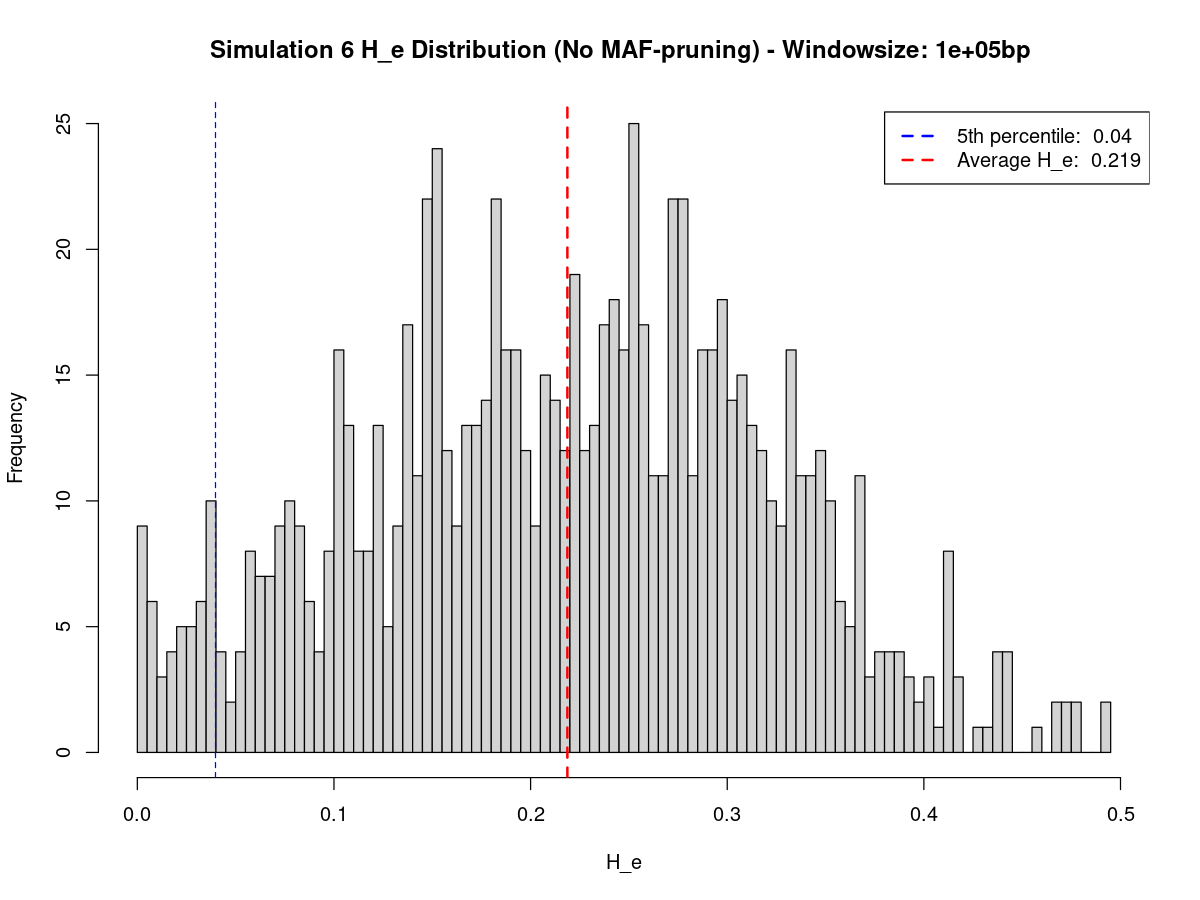 Simulation 6 H_e Distribution (No MAF-pruning) - Windowsize: 1e+05bp
5th percentile: 0.04
Average H_e: 0.219
Frequency
25
20
15
10
5
0
0.0 0.1 0.2 0.3 0.4 0.5
H_e